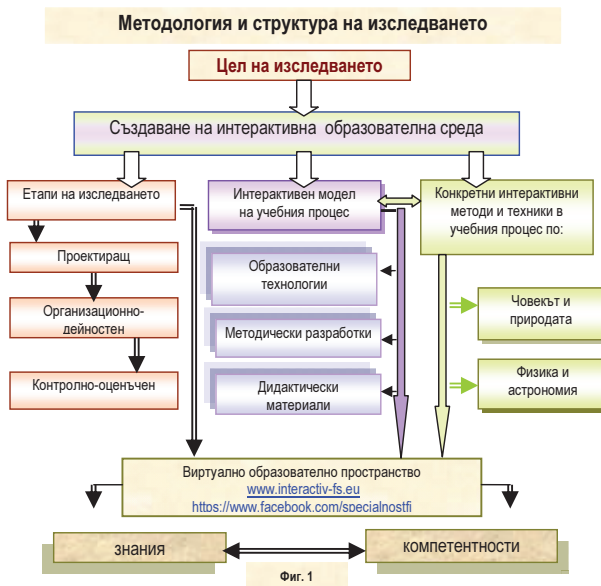 Методология и структура на изследването
Цел на изследването
Създаване на интерактивна образователна среда
Етапи на изследването
Проектиращ
Организационно-
дейностен
Контролно-оценъчен
Интерактивен модел
на учебния процес
Образователни
технологии
Методически разработки
Дидактически
материали
Конкретни интерактивни
методи и техники в
учебния процес по:
Човекът и
природата
Физика и
астрономия
Виртуално образователно пространство
www.interactiv-fs.eu
https://www.facebook.com/specialnostfi
знания
компетентности
Фиг. 1